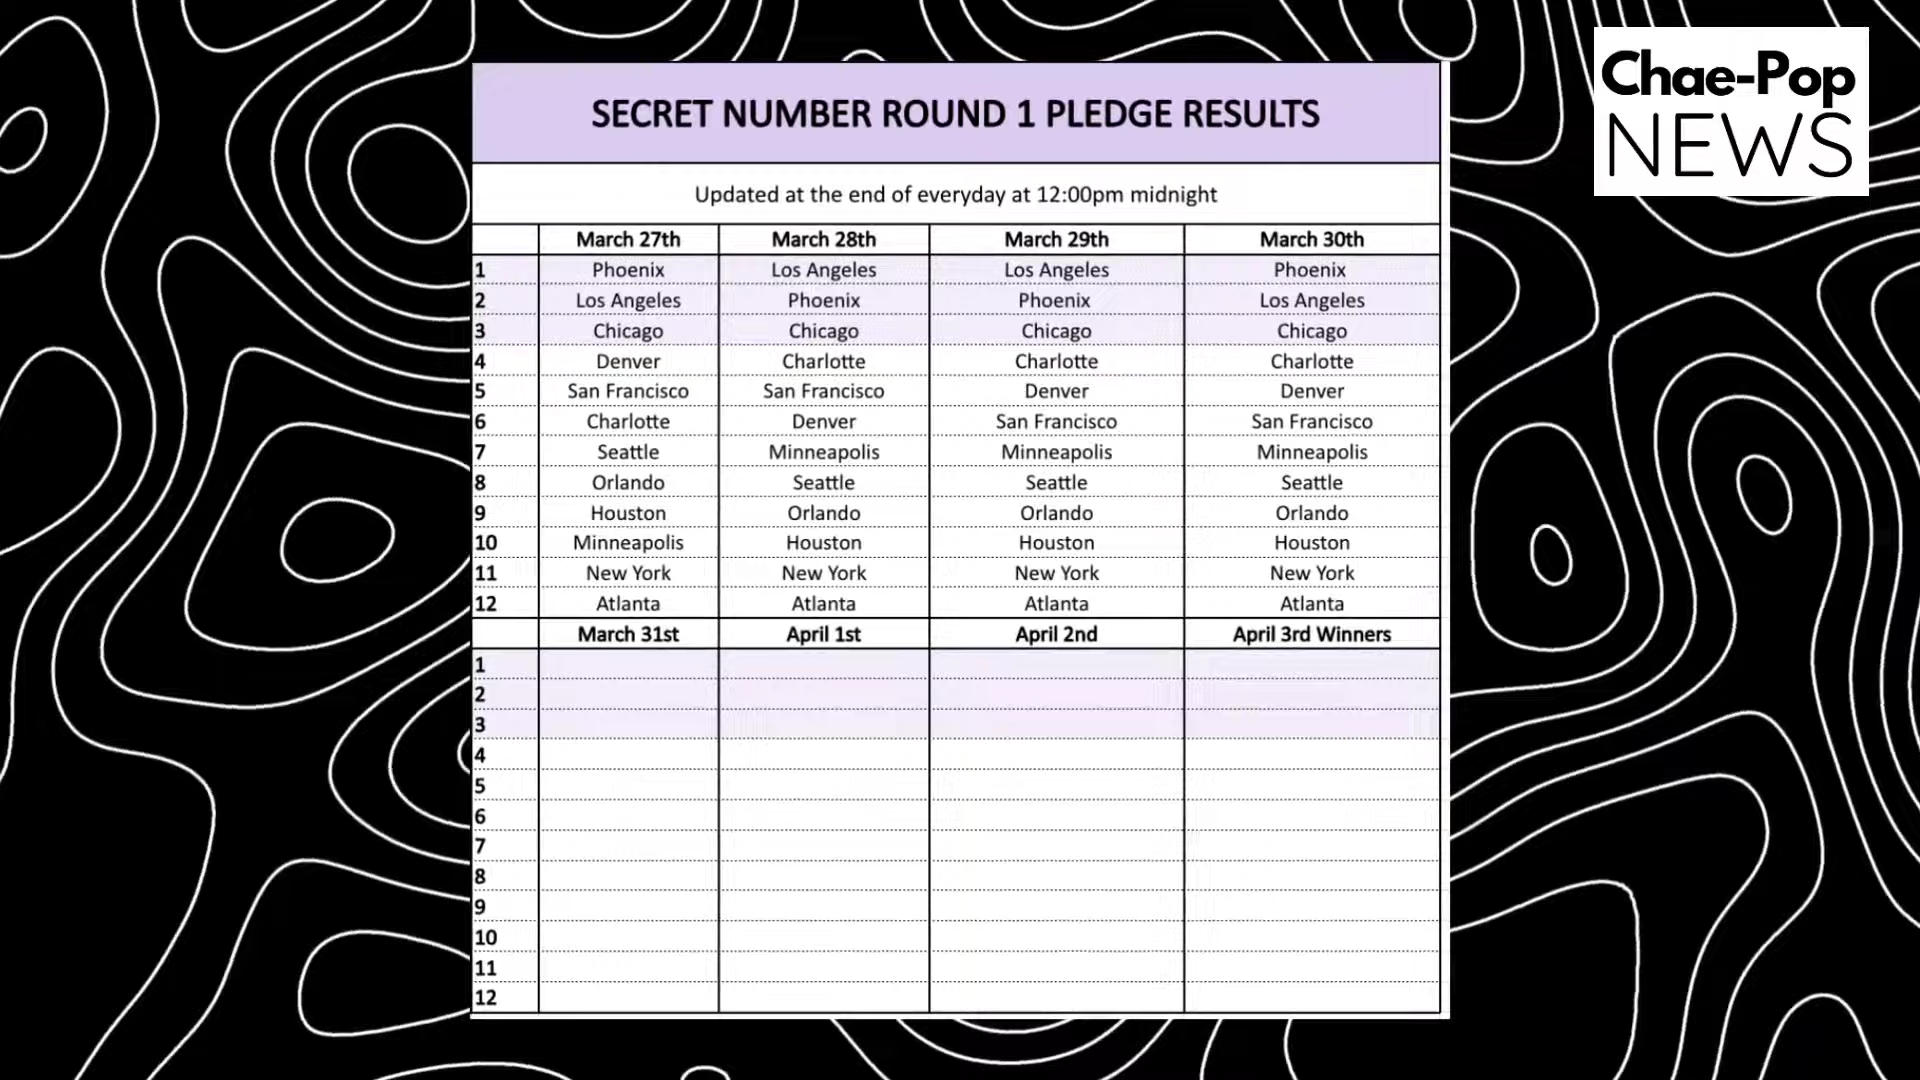 Chae-Pop
NEWS
SECRET NUMBER ROUND 1 PLEDGE RESULTS
Updated at the end of everyday at 12:00pm midnight
March 27th March 28th March 29th March 30th
1 Phoenix Los Angeles Los Angeles Phoenix
2 Los Angeles Phoenix Phoenix Los Angeles
3 Chicago Chicago Chicago Chicago
4 Denver Charlotte Charlotte Charlotte
5 San Francisco San Francisco Denver Denver
6 Charlotte Denver San Francisco San Francisco
7 Seattle Minneapolis Minneapolis Minneapolis
8 Orlando Seattle Seattle Seattle
9 Houston Orlando Orlando Orlando
10 Minneapolis Houston Houston Houston
11 New York New York New York New York
12 Atlanta Atlanta Atlanta Atlanta
March 31st April 1st April 2nd April 3rd Winners
1
2
3
4
5
6
7
8
9
10
11
12